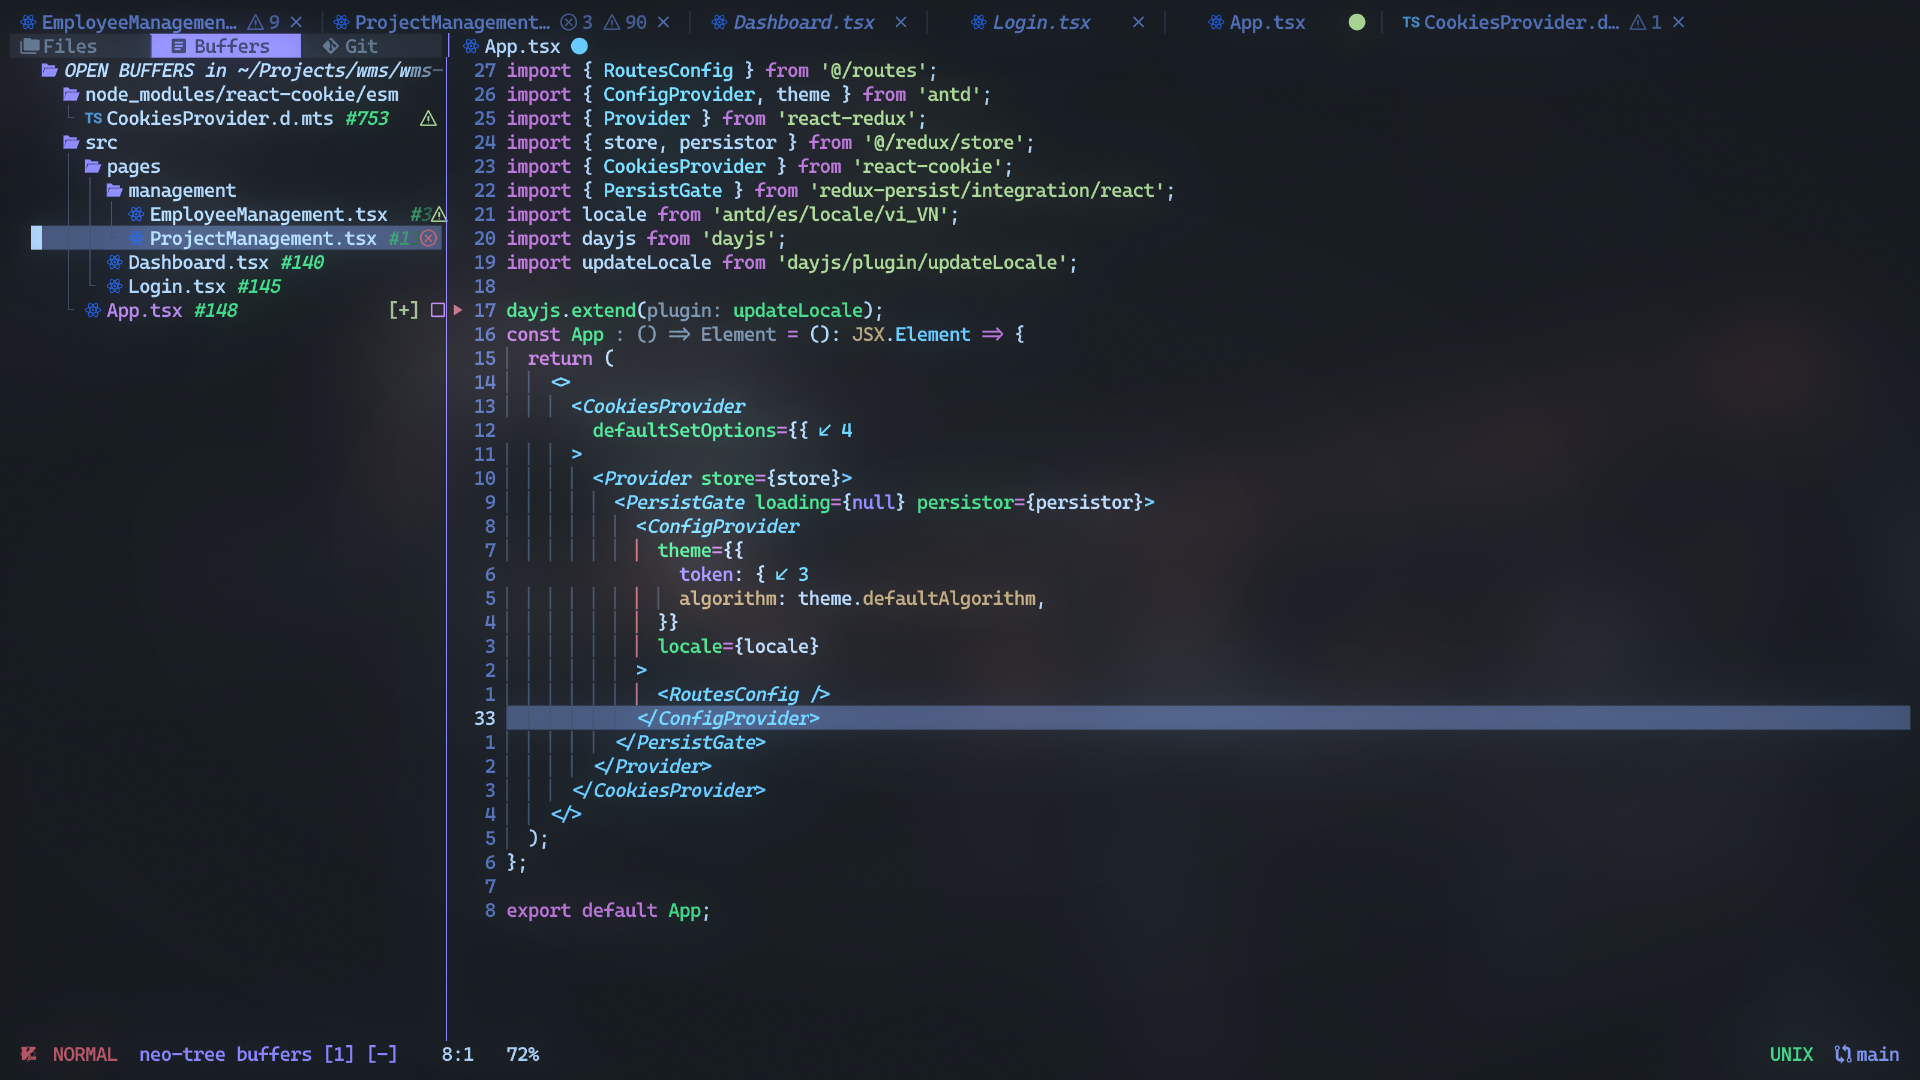 EmployeeManagemen… 9 × ProjectManagement… 3 90 × Dashboard.tsx × Login.tsx × App.tsx TS CookiesProvider.d… 1 ×
Files Buffers Git
OPEN BUFFERS in ~/Projects/wms/wms-
node_modules/react-cookie/esm
TS CookiesProvider.d.mts #753
src
pages
management
EmployeeManagement.tsx #3
ProjectManagement.tsx #1
Dashboard.tsx #140
Login.tsx #145
App.tsx #148 [+]
App.tsx
27 import { RoutesConfig } from '@/routes';
26 import { ConfigProvider, theme } from 'antd';
25 import { Provider } from 'react-redux';
24 import { store, persistor } from '@/redux/store';
23 import { CookiesProvider } from 'react-cookie';
22 import { PersistGate } from 'redux-persist/integration/react';
21 import locale from 'antd/es/locale/vi_VN';
20 import dayjs from 'dayjs';
19 import updateLocale from 'dayjs/plugin/updateLocale';
18
17 dayjs.extend(plugin: updateLocale);
16 const App : () => Element = (): JSX.Element => {
15 return (
14 <>
13 <CookiesProvider
12 defaultSetOptions={{ ↙ 4
11 >
10 <Provider store={store}>
9 <PersistGate loading={null} persistor={persistor}>
8 <ConfigProvider
7 theme={{
6 token: { ↙ 3
5 algorithm: theme.defaultAlgorithm,
4 }}
3 locale={locale}
2 >
1 <RoutesConfig />
33 </ConfigProvider>
1 </PersistGate>
2 </Provider>
3 </CookiesProvider>
4 </>
5 );
6 };
7
8 export default App;
NORMAL neo-tree buffers [1] [-] 8:1 72% UNIX main